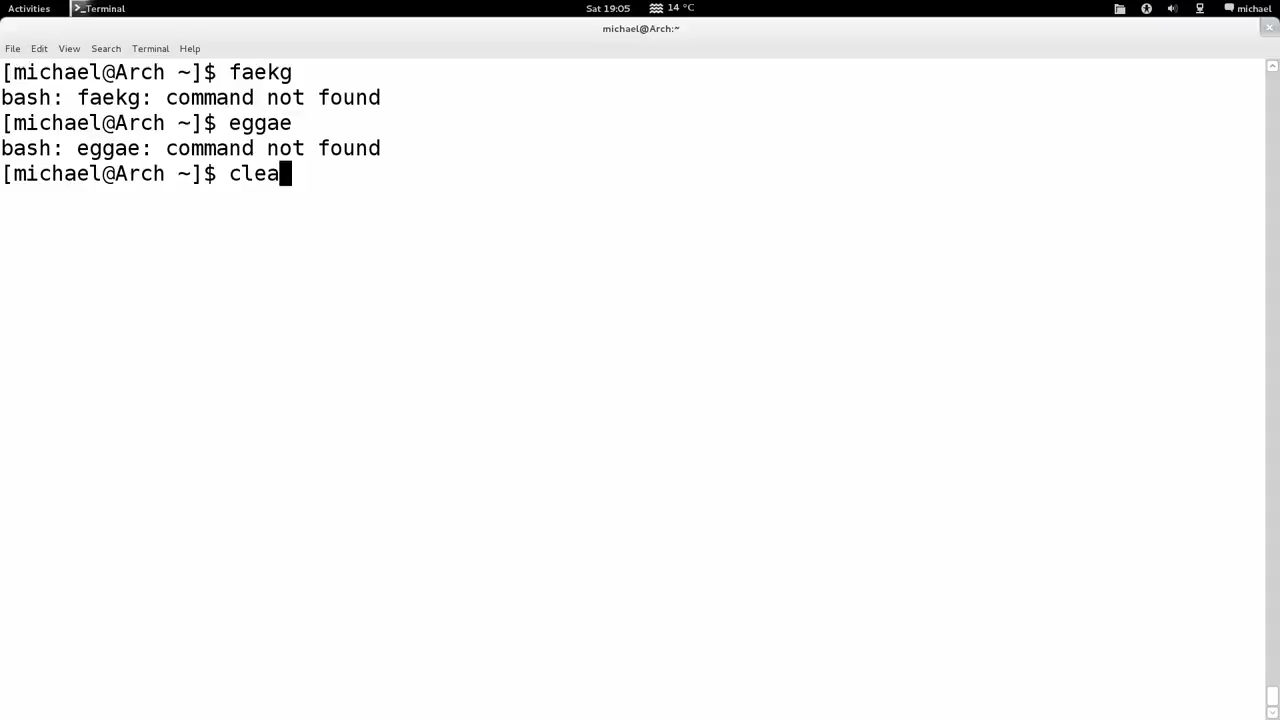 Activities >_Terminal Sat 19:05 14 °C michael
michael@Arch:~
File Edit View Search Terminal Help
[michael@Arch ~]$ faekg
bash: faekg: command not found
[michael@Arch ~]$ eggae
bash: eggae: command not found
[michael@Arch ~]$ clea